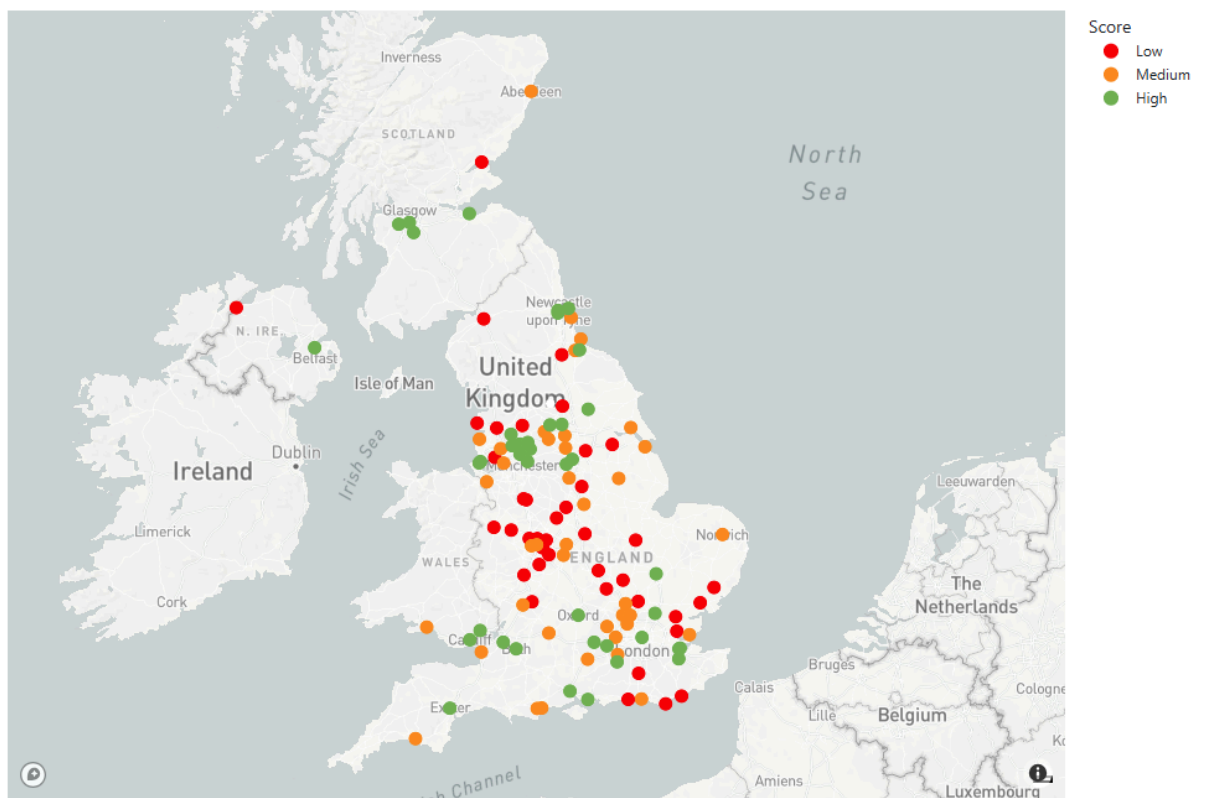 Score
Low
Medium
High
Inverness
Aberdeen
SCOTLAND
North
Sea
Glasgow
Newcastle
upon Tyne
N. IRE.
Belfast
United
Kingdom
Isle of Man
Dublin
Irish Sea
Ireland
Manchester
Leeuwarden
Limerick
Norwich
ENGLAND
WALES
The
Netherlands
Cork
Oxford
Cardiff
Bath
London
Bruges
Calais
Cologne
Exeter
Lille
Belgium
Amiens
Luxembourg